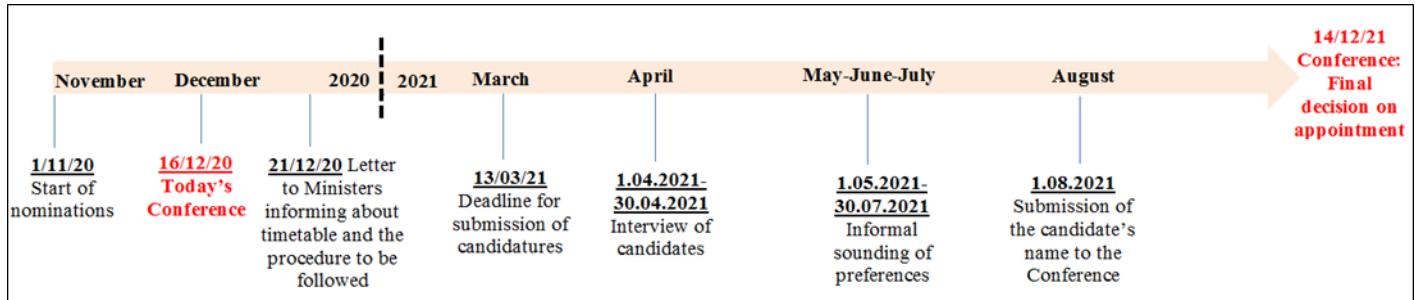 November
December
2020
2021
March
April
May-June-July
August
14/12/21
Conference:
Final
decision on
appointment
1/11/20
Start of
nominations
16/12/20
Today's
Conference
21/12/20 Letter
to Ministers
informing about
timetable and the
procedure to be
followed
13/03/21
Deadline for
submission of
candidatures
1.04.2021-
30.04.2021
Interview of
candidates
1.05.2021-
30.07.2021
Informal
sounding of
preferences
1.08.2021
Submission of
the candidate's
name to the
Conference